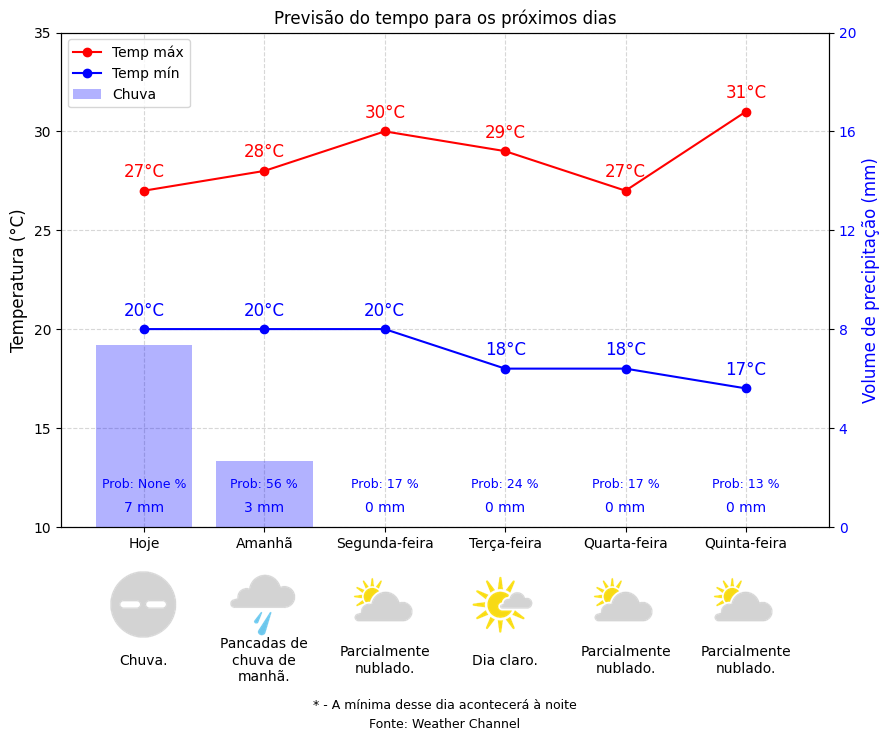 Previsão do tempo para os próximos dias
Temp máx
Temp mín
Chuva
Temperatura (°C)
Volume de precipitação (mm)
35
30
25
20
15
10
20
16
12
8
4
0
27°C 28°C 30°C 29°C 27°C 31°C
20°C 20°C 20°C 18°C 18°C 17°C
Prob: None % Prob: 56 % Prob: 17 % Prob: 24 % Prob: 17 % Prob: 13 %
7 mm 3 mm 0 mm 0 mm 0 mm 0 mm
Hoje Amanhã Segunda-feira Terça-feira Quarta-feira Quinta-feira
Chuva.
Pancadas de
chuva de
manhã.
Parcialmente
nublado.
Dia claro.
Parcialmente
nublado.
Parcialmente
nublado.
* - A mínima desse dia acontecerá à noite
Fonte: Weather Channel